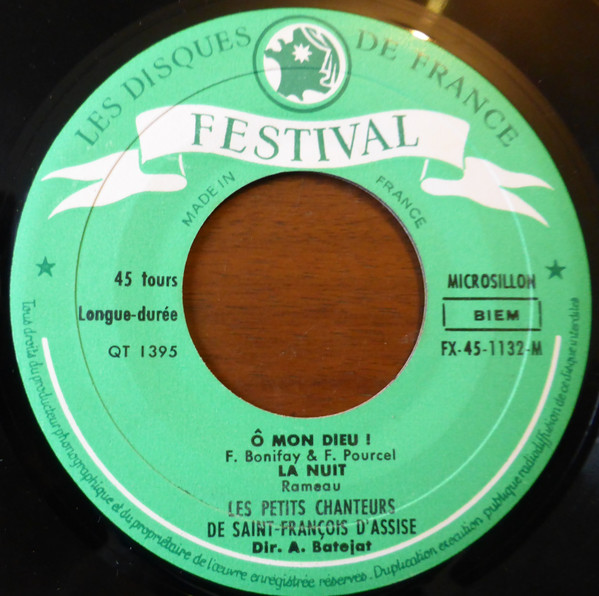 LES DISQUES DE FRANCE
FESTIVAL
MADE IN FRANCE
45 tours
Longue-durée
QT 1395
MICROSILLON
BIEM
FX-45-1132-M
Ô MON DIEU !
F. Bonifay & F. Pourcel
LA NUIT
Rameau
LES PETITS CHANTEURS
DE SAINT-FRANÇOIS D'ASSISE
Dir. A. Batejat
Tous droits du producteur phonographique et du propriétaire de l'œuvre enrégistrée réservés. Duplication, exécution publique radiodiffusion de ce disque interdites